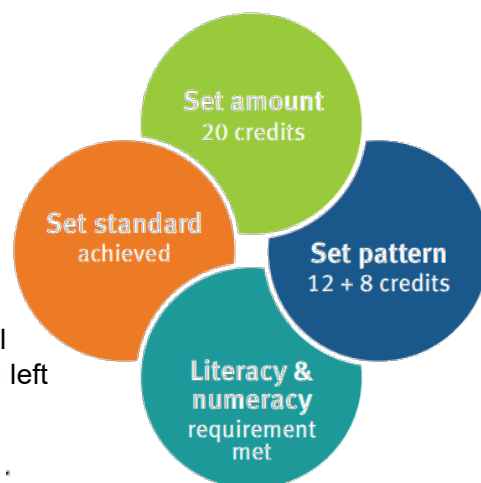 Set amount
20 credits
Set standard
achieved
Set pattern
12 + 8 credits
left
Literacy &
numeracy
requirement
met
.